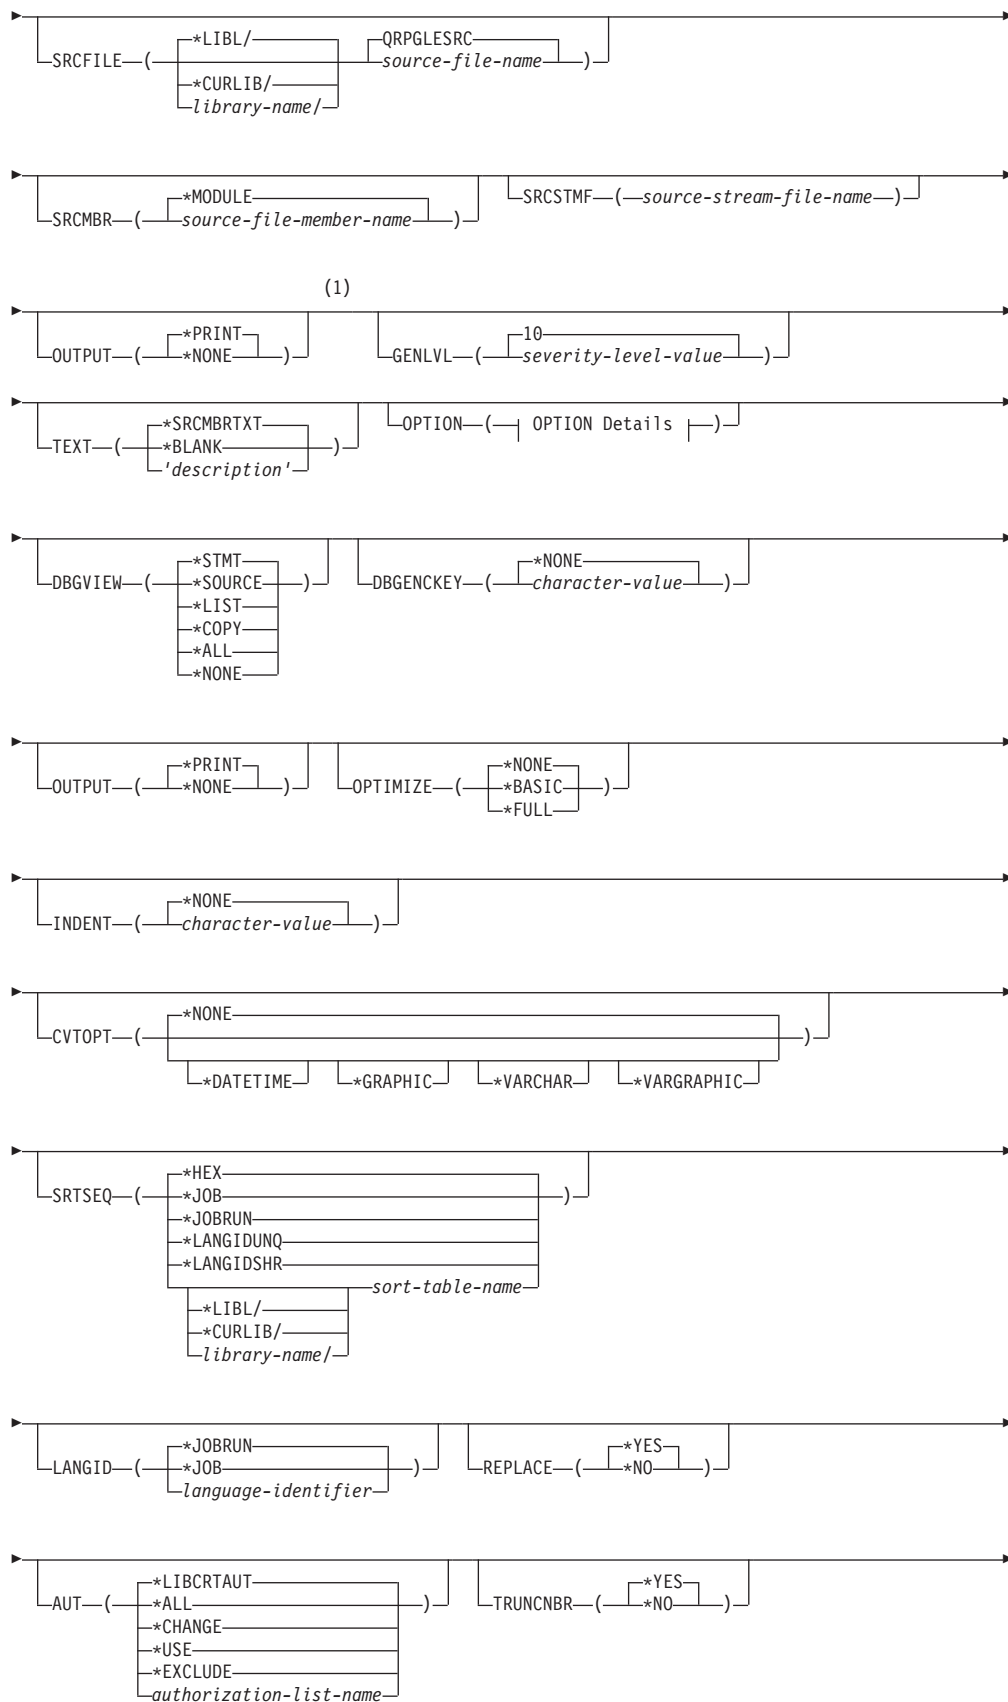 *LIBL/ QRPGLESRC
SRCFILE ( source-file-name )
*CURLIB/
library-name/
*MODULE SRCSTMF ( source-stream-file-name )
SRCMBR ( source-file-member-name )
(1)
*PRINT 10
OUTPUT ( *NONE ) GENLVL ( severity-level-value )
*SRCMBRTXT OPTION ( OPTION Details )
TEXT ( *BLANK )
'description'
*STMT *NONE
DBGVIEW ( *SOURCE ) DBGENCKEY ( character-value )
*LIST
*COPY
*ALL
*NONE
*PRINT *NONE
OUTPUT ( *NONE ) OPTIMIZE ( *BASIC )
*FULL
*NONE
INDENT ( character-value )
*NONE
CVTOPT ( )
*DATETIME *GRAPHIC *VARCHAR *VARGRAPHIC
*HEX
SRTSEQ ( *JOB )
*JOBRUN
*LANGIDUNQ
*LANGIDSHR
sort-table-name
*LIBL/
*CURLIB/
library-name/
*JOBRUN *YES
LANGID ( *JOB ) REPLACE ( *NO )
language-identifier
*LIBCRTAUT *YES
AUT ( *ALL ) TRUNCNBR ( *NO )
*CHANGE
*USE
*EXCLUDE
authorization-list-name